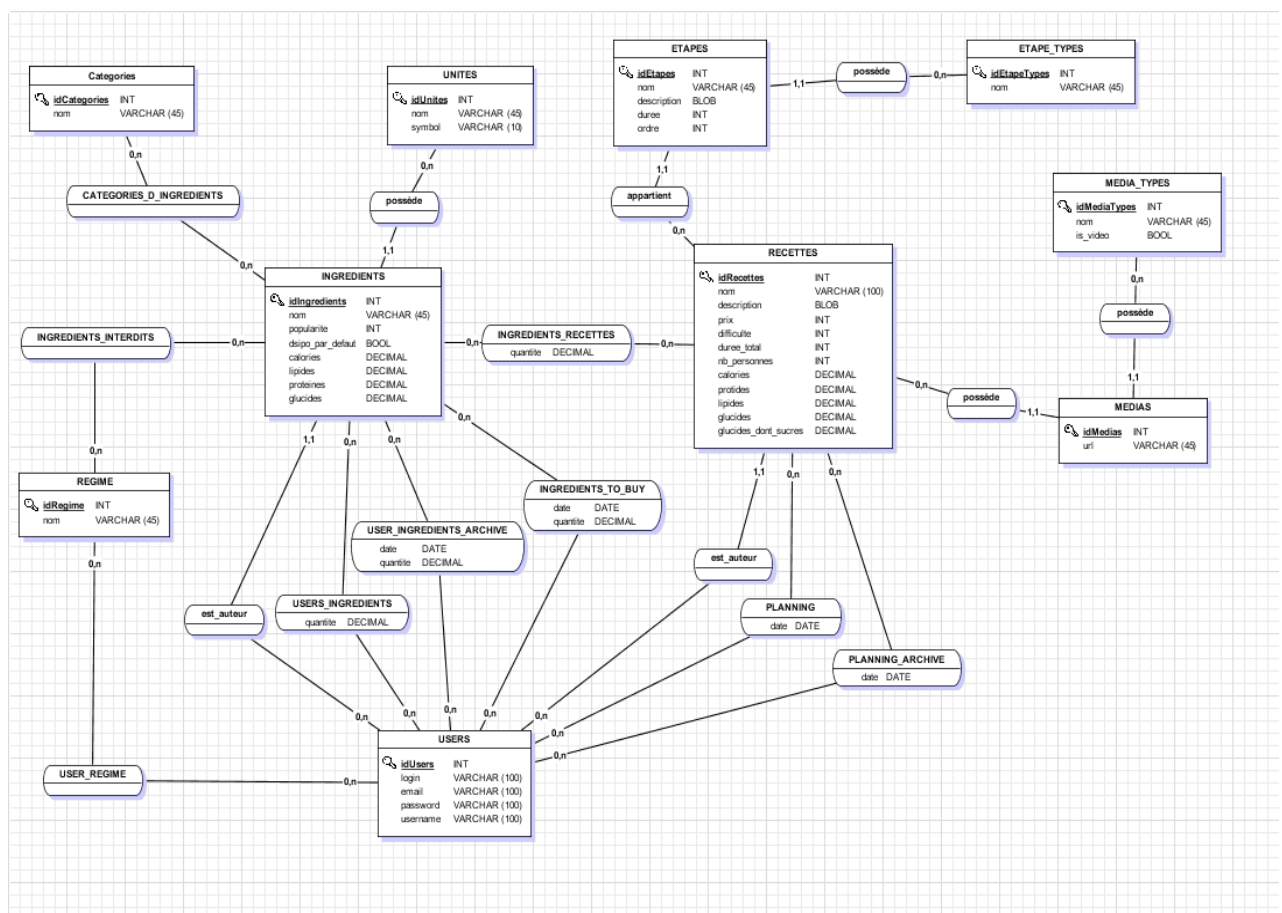 Categories
idCategories INT
nom VARCHAR (45)
0,n
CATEGORIES_D_INGREDIENTS
0,n
UNITES
idUnites INT
nom VARCHAR (45)
symbol VARCHAR (10)
0,n
possède
1,1
ETAPES
idEtapes INT
nom VARCHAR (45)
description BLOB
duree INT
ordre INT
1,1
possède
0,n
ETAPE_TYPES
idEtapeTypes INT
nom VARCHAR (45)
1,1
appartient
0,n
MEDIA_TYPES
idMediaTypes INT
nom VARCHAR (45)
is_video BOOL
0,n
possède
1,1
INGREDIENTS
idIngredients INT
nom VARCHAR (45)
popularite INT
dsipo_par_defaut BOOL
calories DECIMAL
lipides DECIMAL
proteines DECIMAL
glucides DECIMAL
INGREDIENTS_INTERDITS
0,n
0,n
0,n
INGREDIENTS_RECETTES
quantite DECIMAL
0,n
RECETTES
idRecettes INT
nom VARCHAR (100)
description BLOB
prix INT
difficulte INT
duree_total INT
nb_personnes INT
calories DECIMAL
protides DECIMAL
lipides DECIMAL
glucides DECIMAL
glucides_dont_sucres DECIMAL
0,n
possède
1,1
MEDIAS
idMedias INT
url VARCHAR (45)
REGIME
idRegime INT
nom VARCHAR (45)
0,n
1,1
0,n
0,n
0,n
INGREDIENTS_TO_BUY
date DATE
quantite DECIMAL
USER_INGREDIENTS_ARCHIVE
date DATE
quantite DECIMAL
USERS_INGREDIENTS
quantite DECIMAL
est_auteur
1,1
0,n
0,n
est_auteur
PLANNING
date DATE
PLANNING_ARCHIVE
date DATE
0,n
0,n
0,n
0,n
0,n
0,n
0,n
USERS
idUsers INT
login VARCHAR (100)
email VARCHAR (100)
password VARCHAR (100)
username VARCHAR (100)
USER_REGIME
0,n